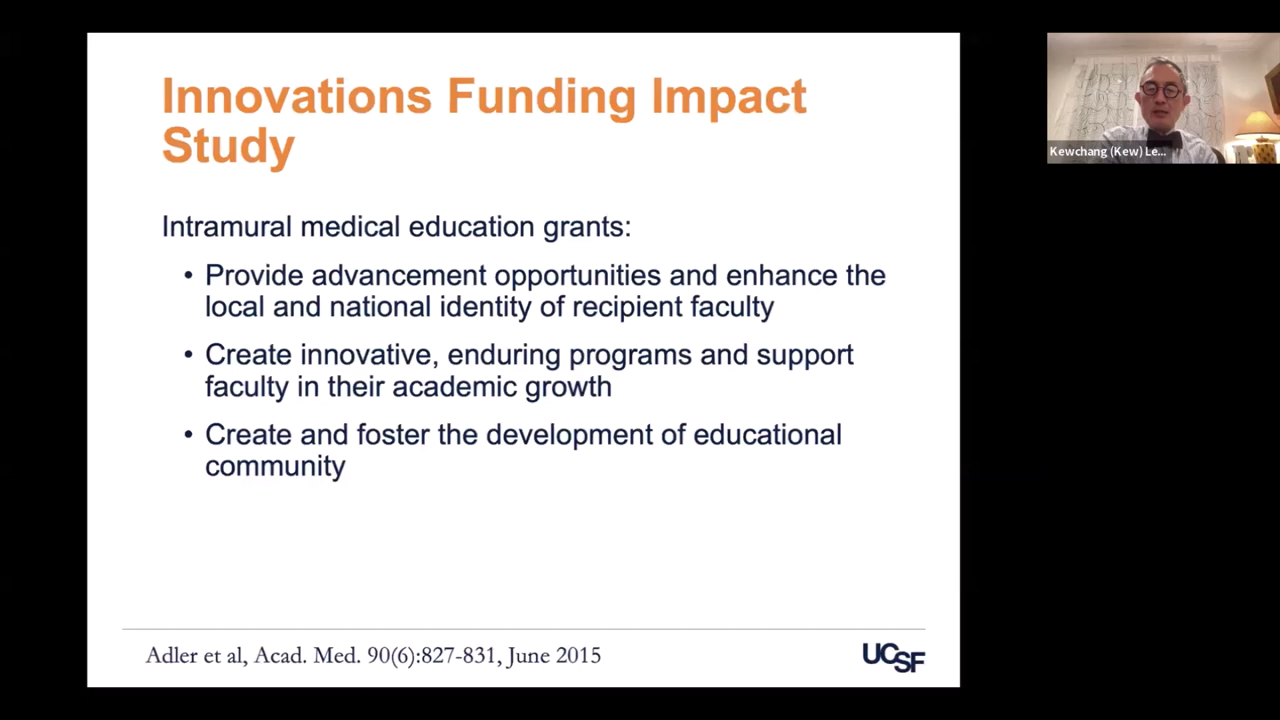 Innovations Funding Impact
Study
Intramural medical education grants:
• Provide advancement opportunities and enhance the
local and national identity of recipient faculty
• Create innovative, enduring programs and support
faculty in their academic growth
• Create and foster the development of educational
community
Adler et al, Acad. Med. 90(6):827-831, June 2015
UCSF
Kewchang (Kew) Le...